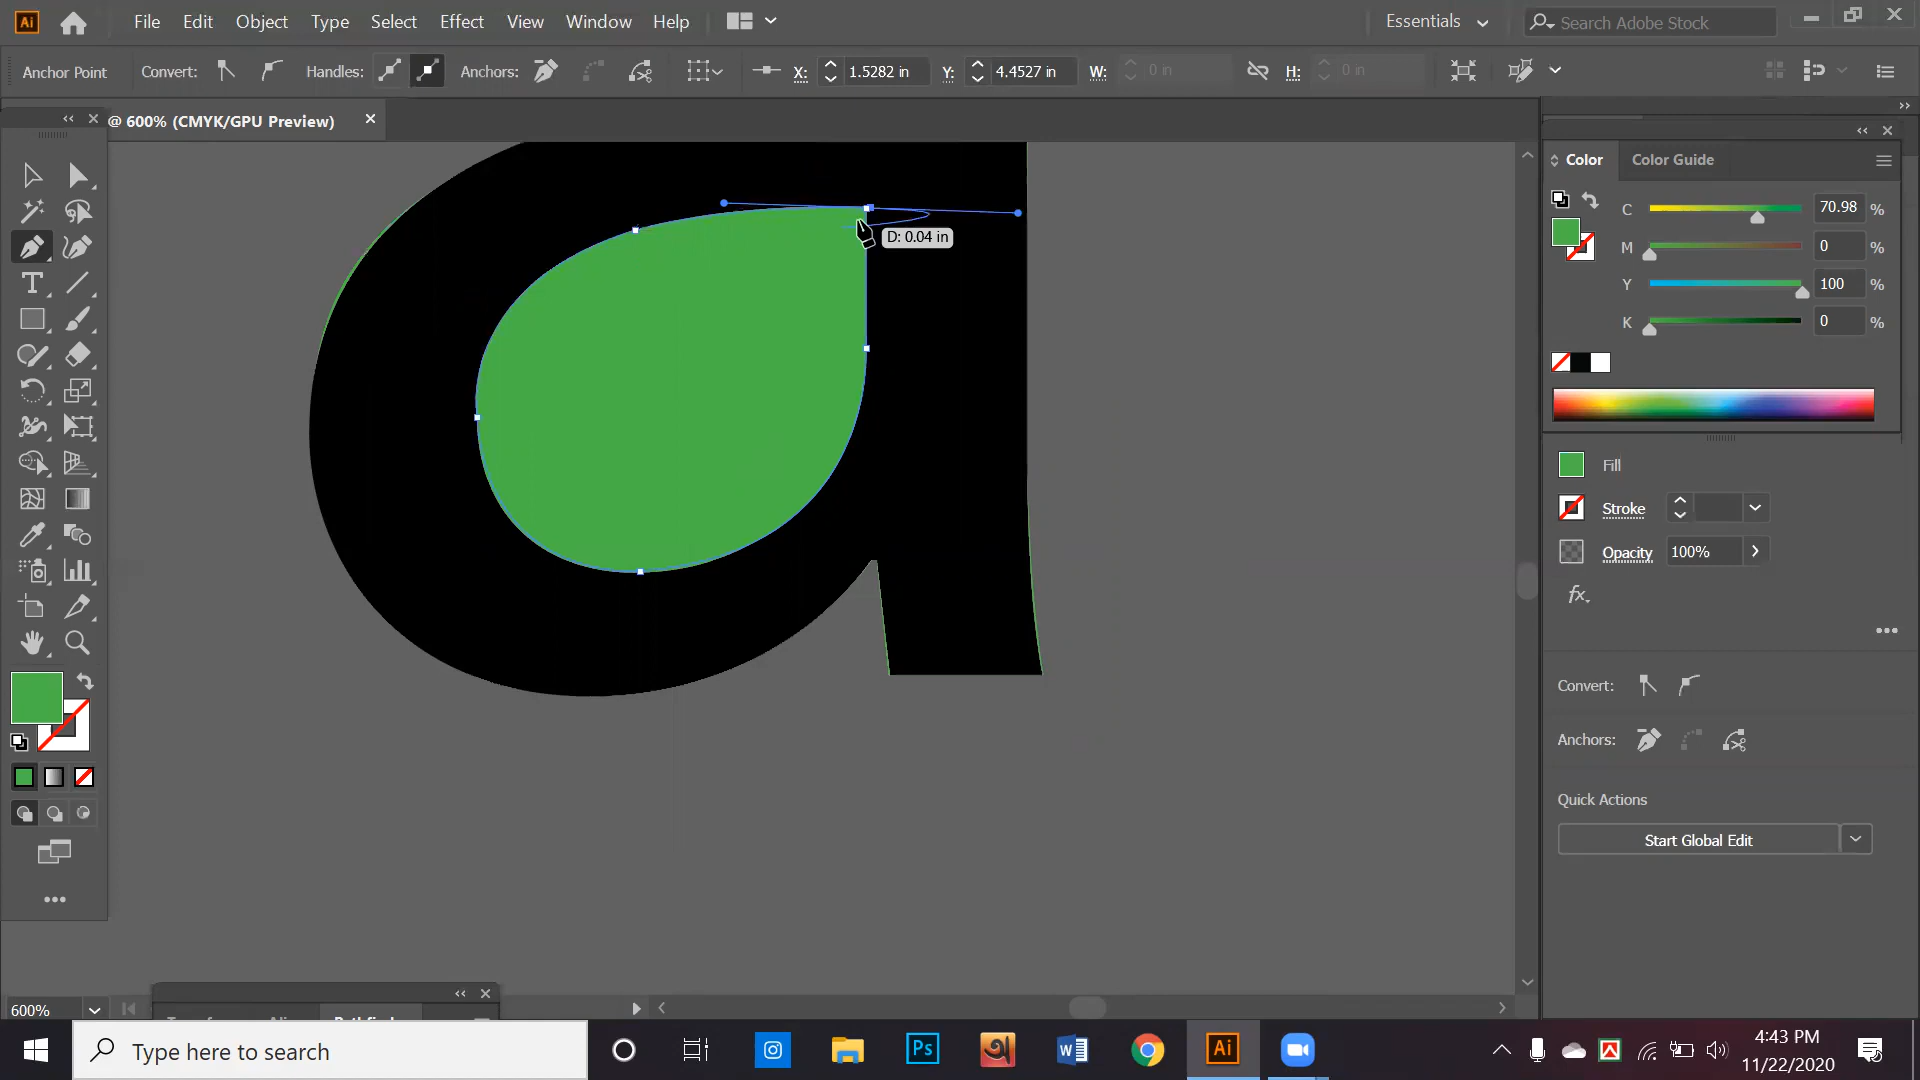 Ai File Edit Object Type Select Effect View Window Help Essentials Search Adobe Stock
Anchor Point Convert: Handles: Anchors: X: 1.5282 in Y: 4.4527 in W: 0 in H: 0 in
@ 600% (CMYK/GPU Preview)
Color Color Guide
C 70.98 %
M 0 %
Y 100 %
K 0 %
D: 0.04 in
a
Fill
Stroke
Opacity 100%
fx
Convert:
Anchors:
Quick Actions
Start Global Edit
600%
Type here to search
Ps
Ai
4:43 PM
11/22/2020